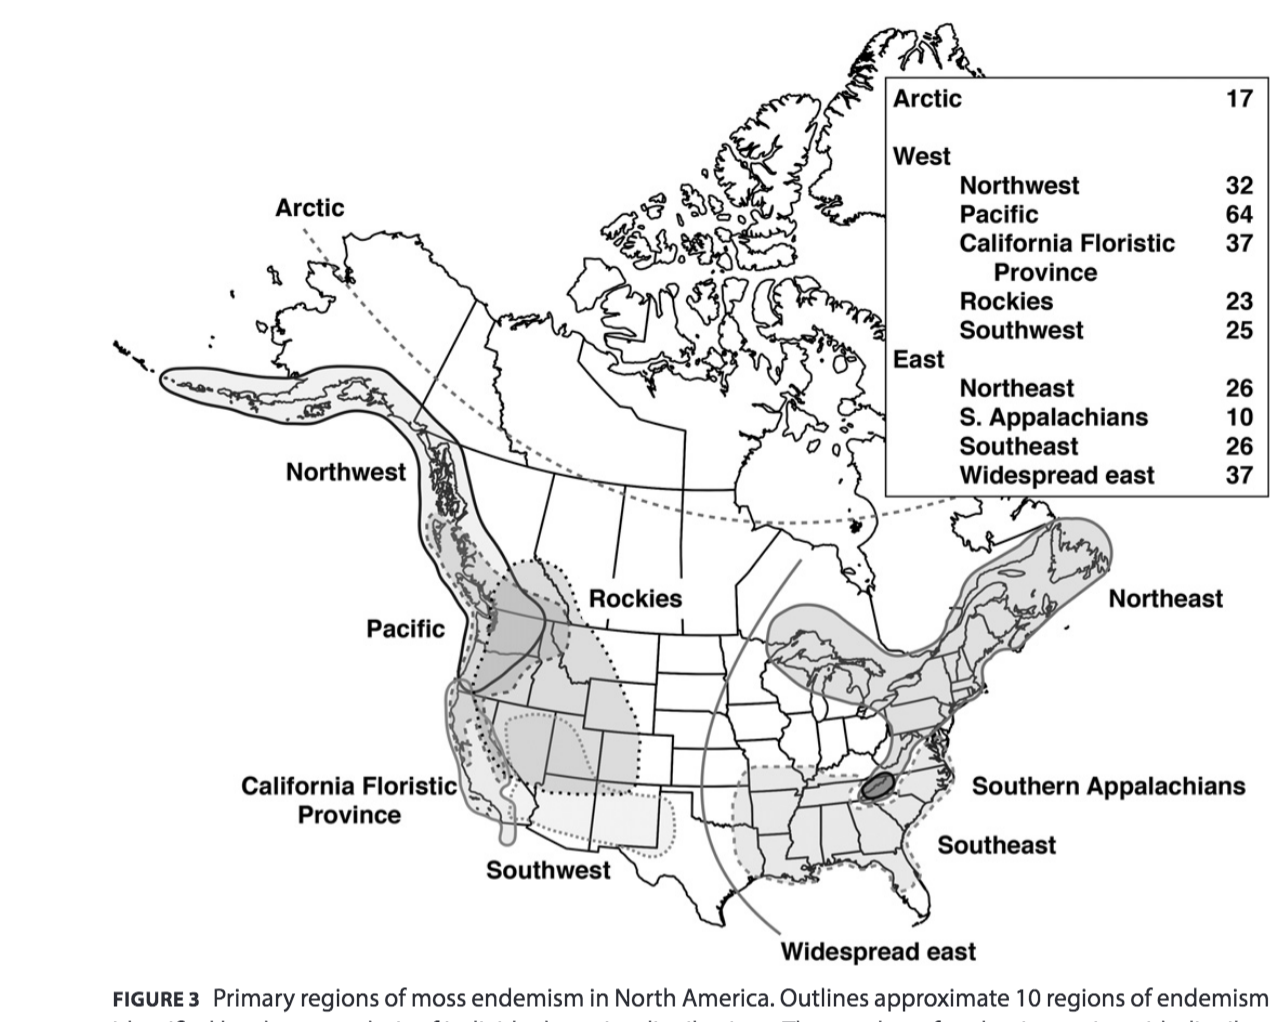 Arctic 17
West
Northwest 32
Pacific 64
California Floristic 37
Province
Rockies 23
Southwest 25
East
Northeast 26
S. Appalachians 10
Southeast 26
Widespread east 37
Arctic
Northwest
Rockies
Northeast
Pacific
California Floristic
Province
Southern Appalachians
Southeast
Southwest
Widespread east
FIGURE 3 Primary regions of moss endemism in North America. Outlines approximate 10 regions of endemism